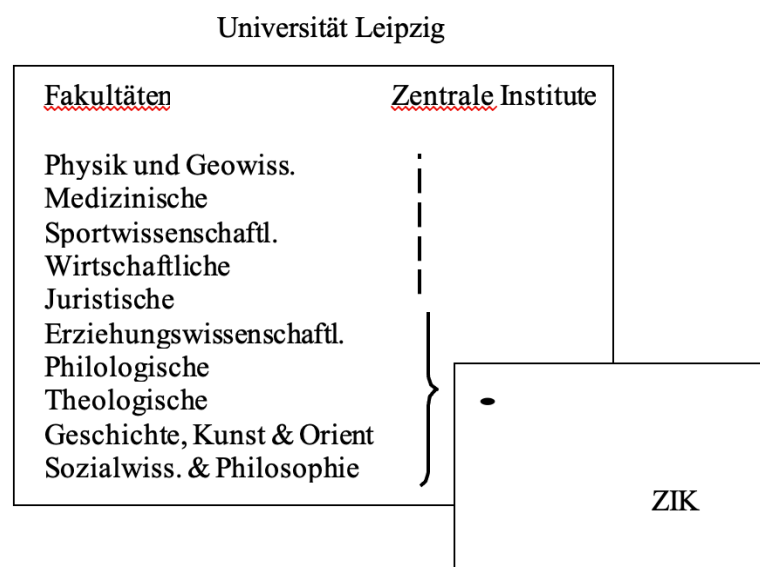 Universität Leipzig
Fakultäten Zentrale Institute
Physik und Geowiss.
Medizinische
Sportwissenschaftl.
Wirtschaftliche
Juristische
Erziehungswissenschaftl.
Philologische
Theologische
Geschichte, Kunst & Orient
Sozialwiss. & Philosophie
ZIK